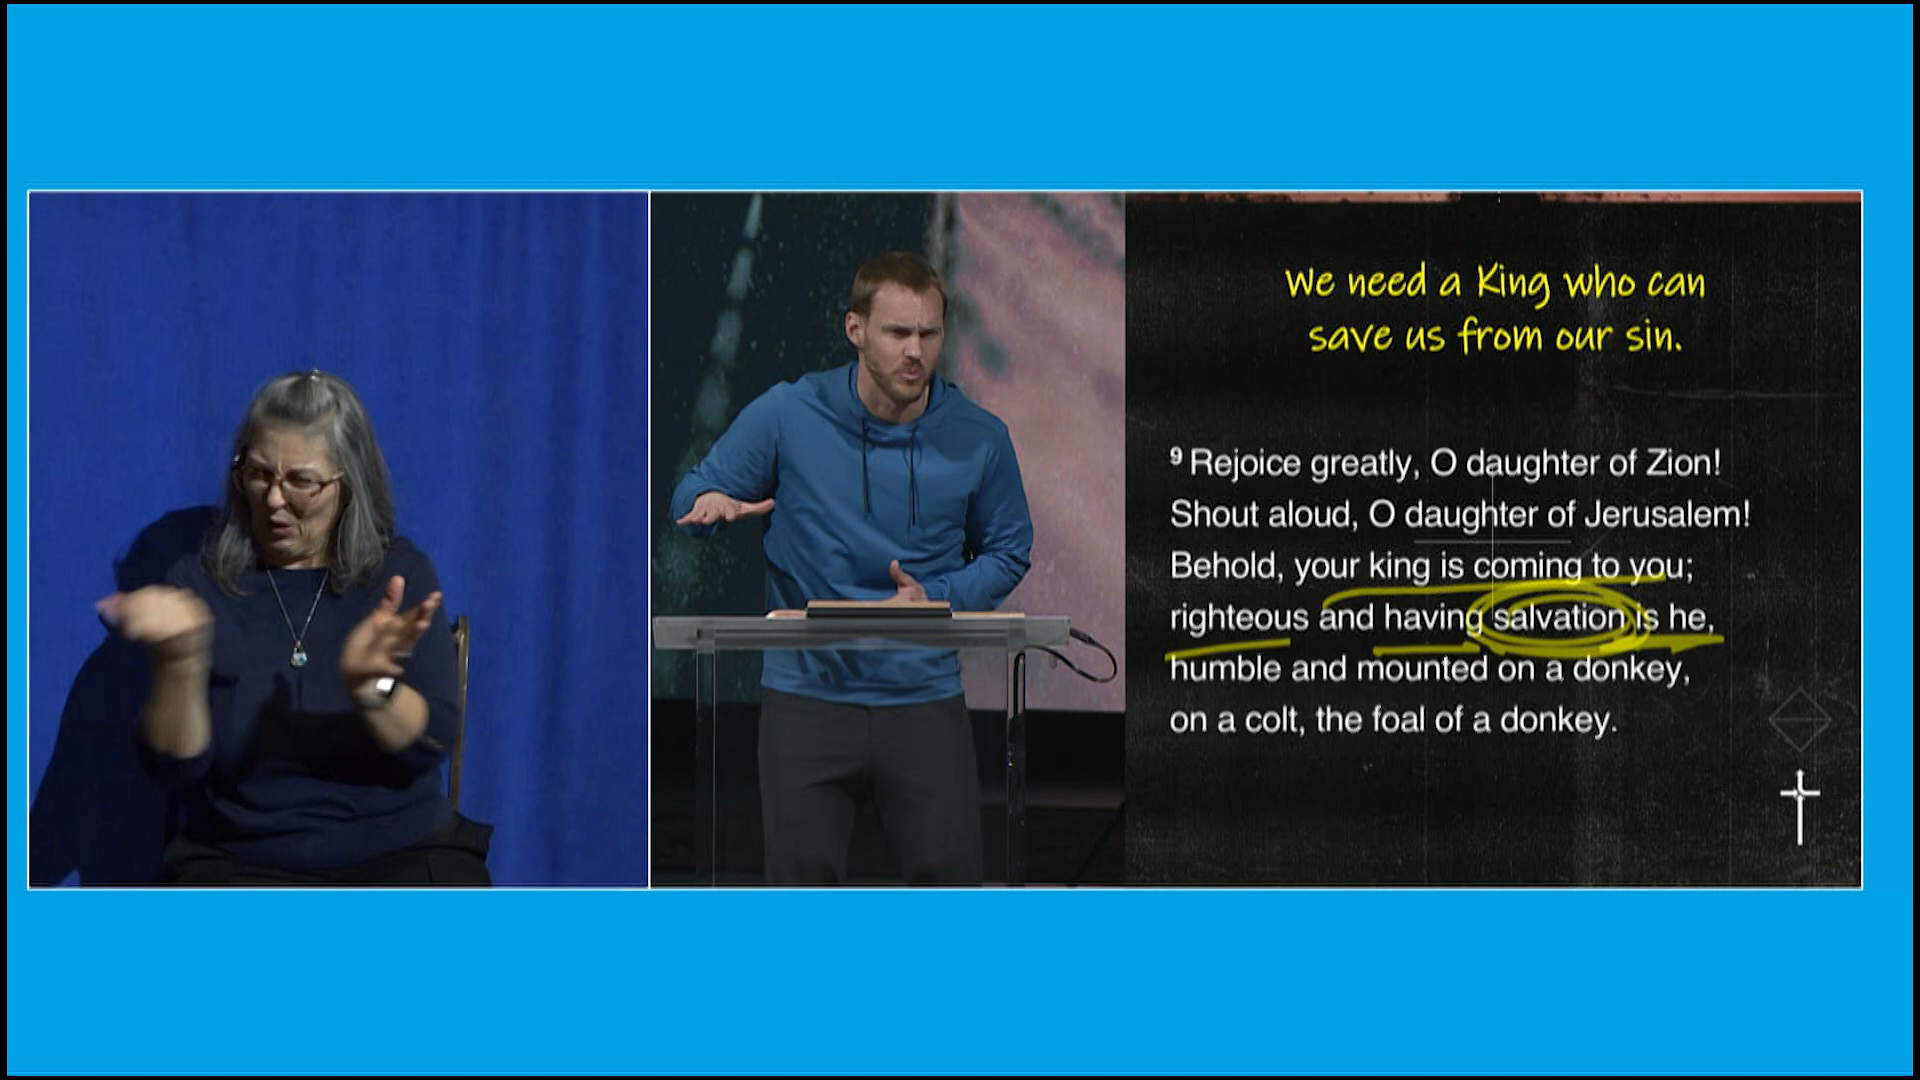 We need a King who can
save us from our sin.
9 Rejoice greatly, O daughter of Zion!
Shout aloud, O daughter of Jerusalem!
Behold, your king is coming to you;
righteous and having salvation is he,
humble and mounted on a donkey,
on a colt, the foal of a donkey.